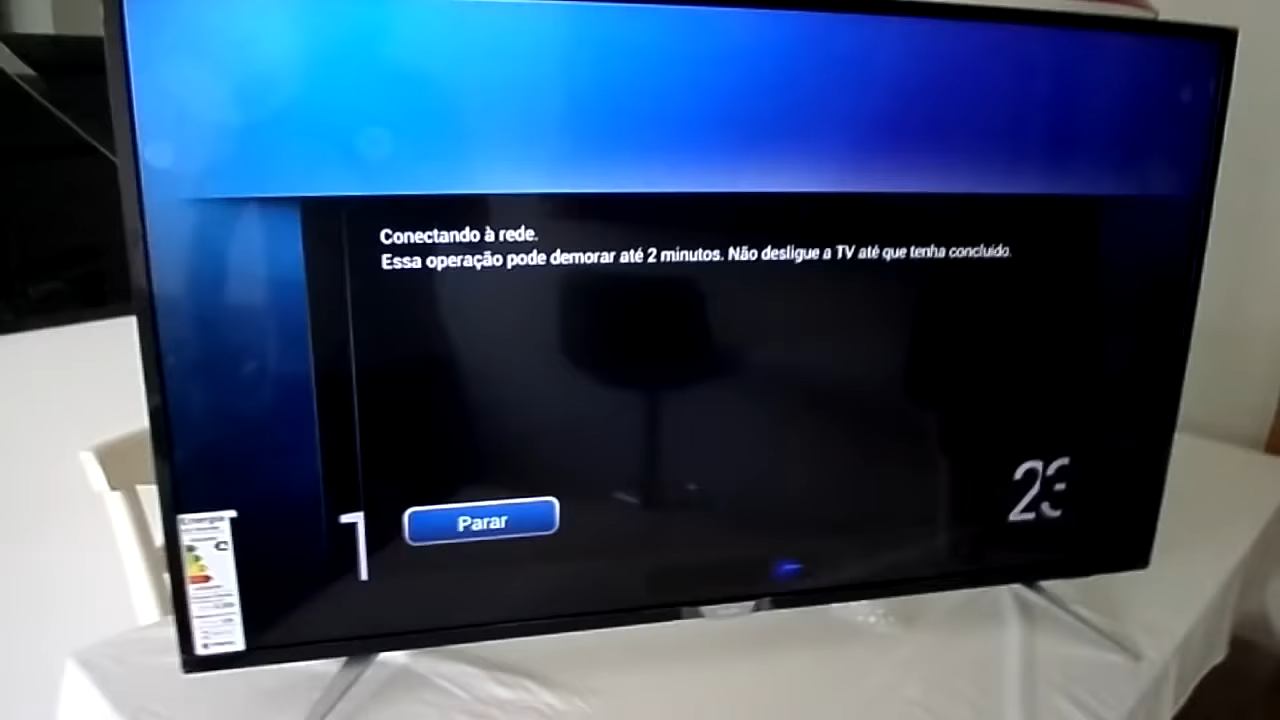 Conectando à rede.
Essa operação pode demorar até 2 minutos. Não desligue a TV até que tenha concluído.
23
1
Parar
Energia